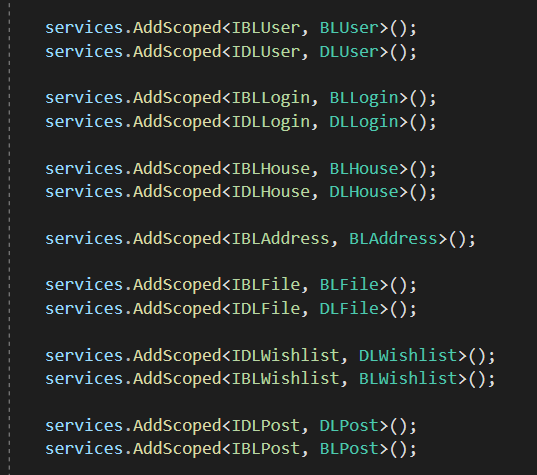 services.AddScoped<IBLUser, BLUser>();
services.AddScoped<IDLUser, DLUser>();
services.AddScoped<IBLLogin, BLLogin>();
services.AddScoped<IDLLogin, DLLogin>();
services.AddScoped<IBLHouse, BLHouse>();
services.AddScoped<IDLHouse, DLHouse>();
services.AddScoped<IBLAddress, BLAddress>();
services.AddScoped<IBLFile, BLFile>();
services.AddScoped<IDLFile, DLFile>();
services.AddScoped<IDLWishlist, DLWishlist>();
services.AddScoped<IBLWishlist, BLWishlist>();
services.AddScoped<IDLPost, DLPost>();
services.AddScoped<IBLPost, BLPost>();